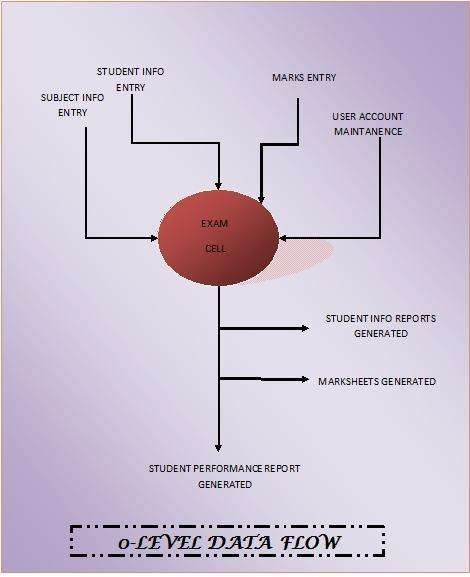 STUDENT INFO
ENTRY
SUBJECT INFO
ENTRY
MARKS ENTRY
USER ACCOUNT
MAINTANENCE
EXAM
CELL
STUDENT INFO REPORTS
GENERATED
MARKSHEETS GENERATED
STUDENT PERFORMANCE REPORT
GENERATED
0-LEVEL DATA FLOW